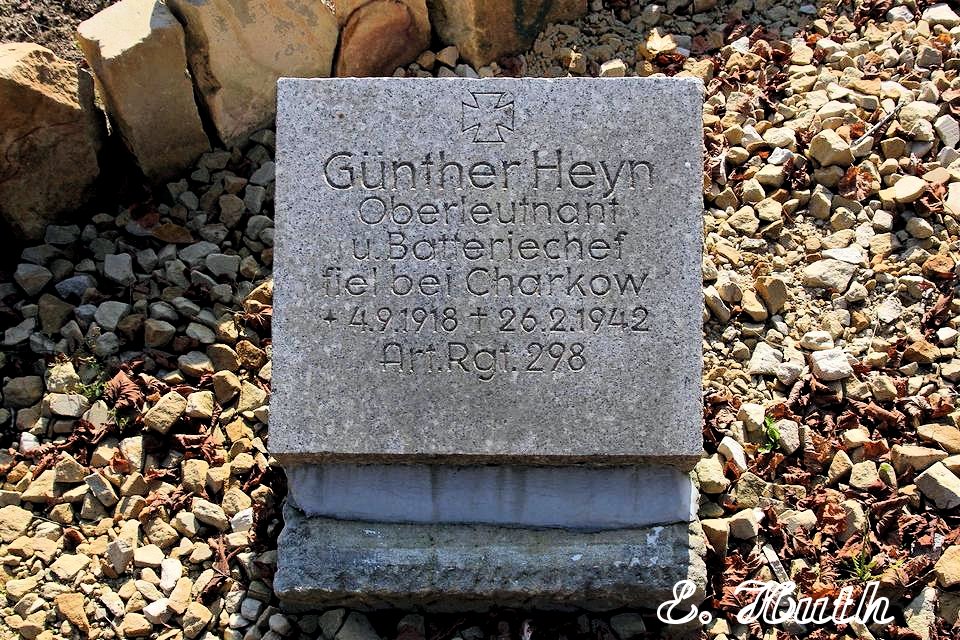 Günther Heyn
Oberleutnant
u. Batteriechef
fiel bei Charkow
+ 4.9.1918 + 26.2.1942
Art.Rgt. 298
E. Huth